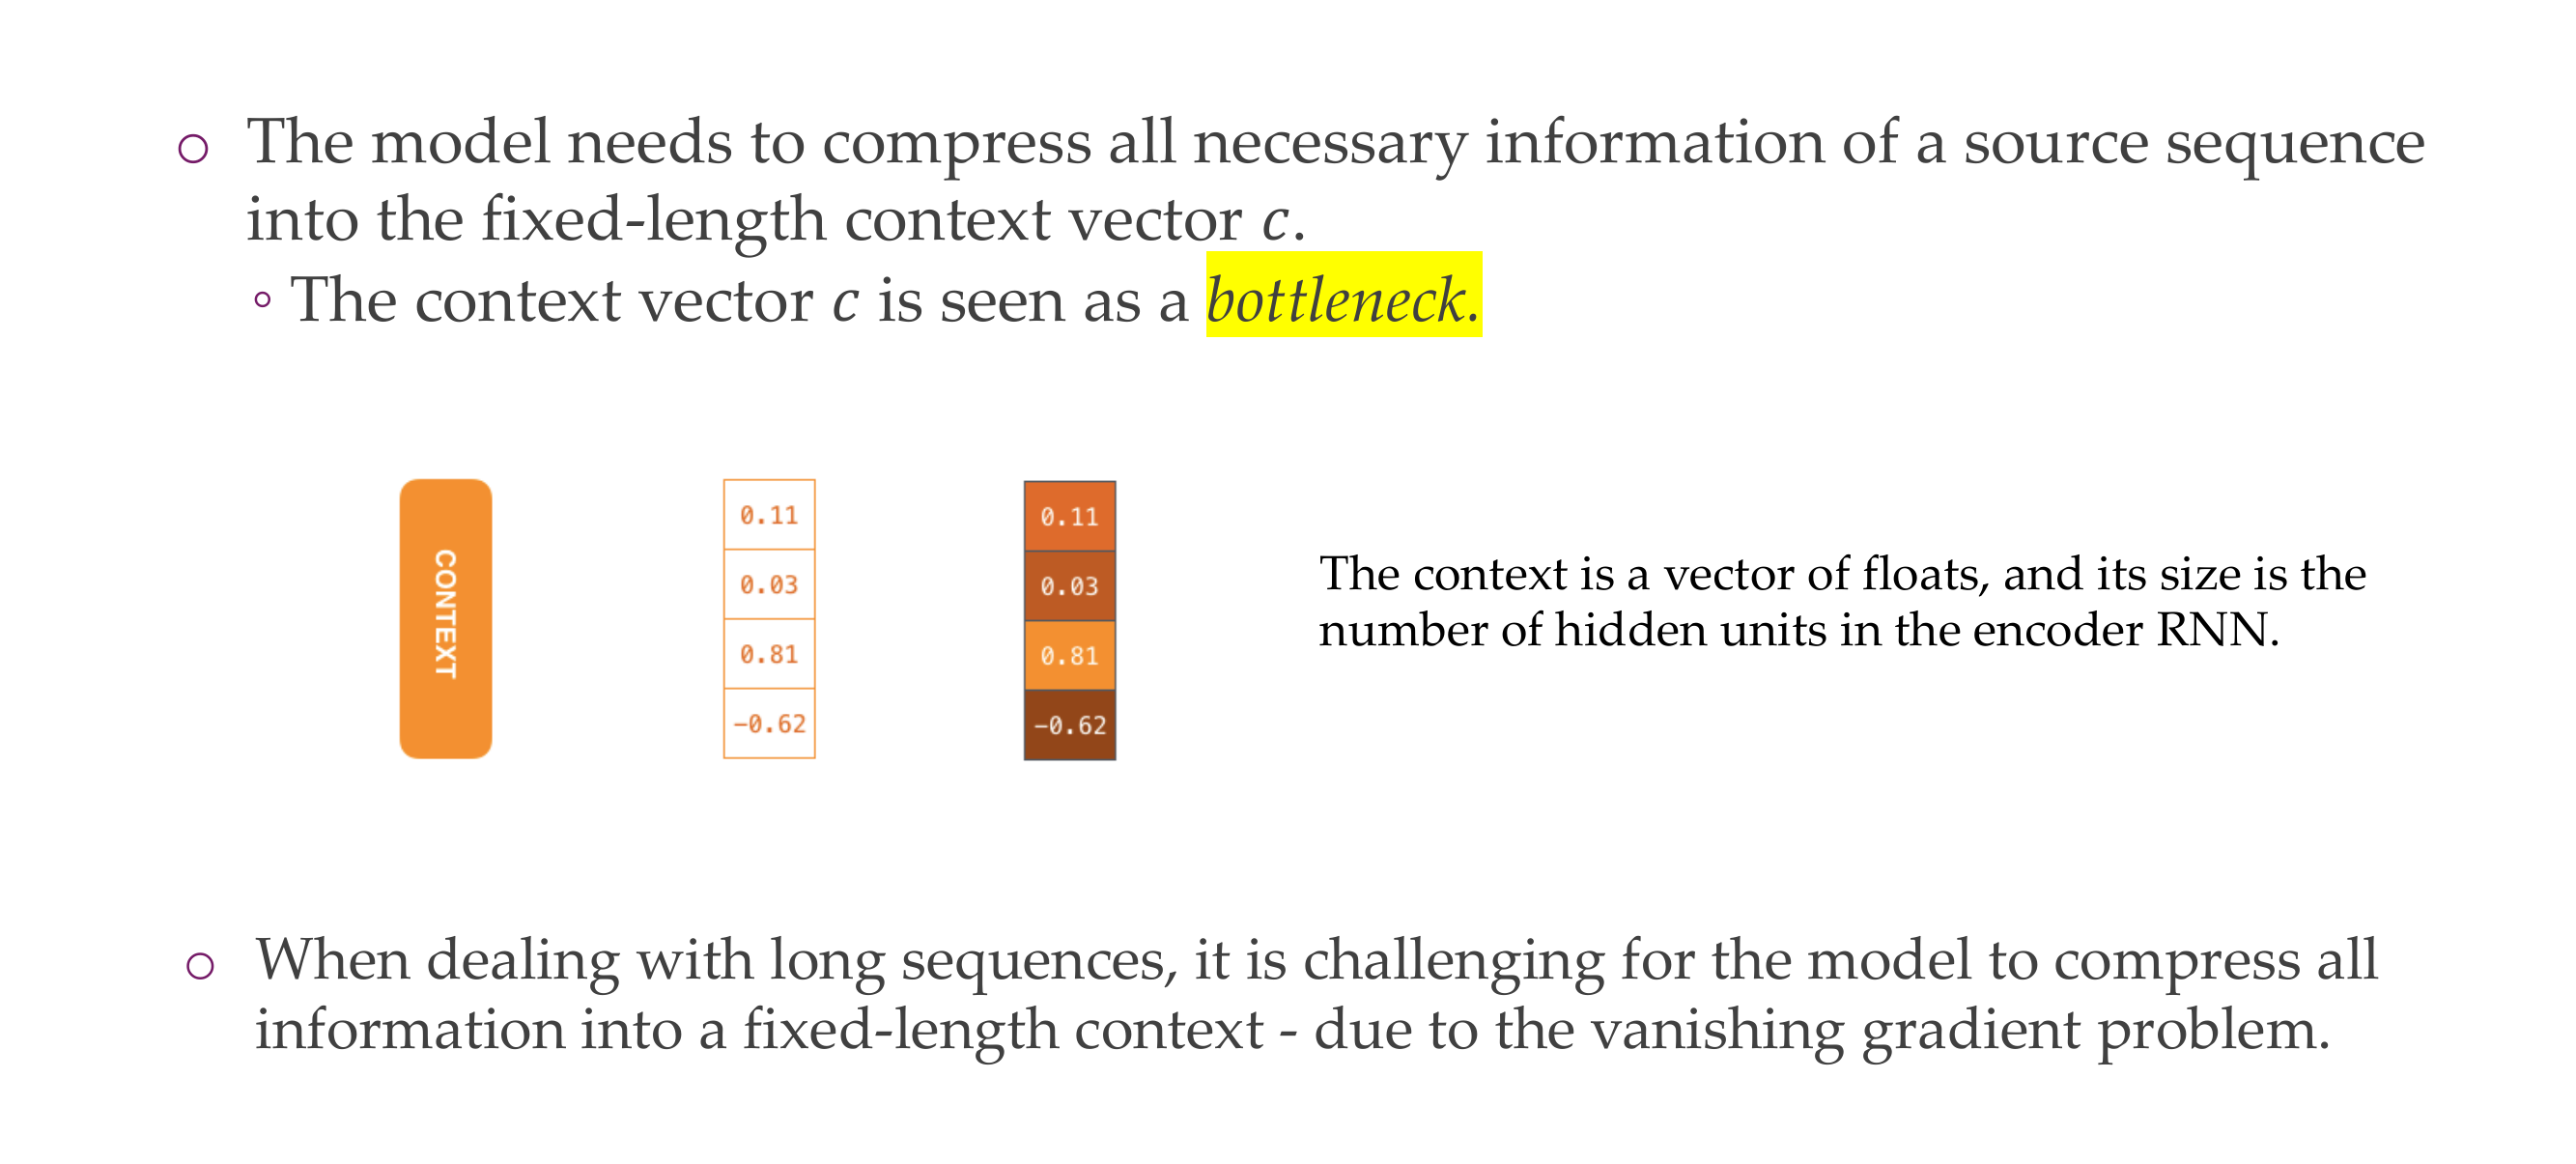 The model needs to compress all necessary information of a source sequence
into the fixed-length context vector c.
The context vector c is seen as a bottleneck.
CONTEXT
0.11
0.03
0.81
−0.62
0.11
0.03
0.81
−0.62
The context is a vector of floats, and its size is the
number of hidden units in the encoder RNN.
When dealing with long sequences, it is challenging for the model to compress all
information into a fixed-length context - due to the vanishing gradient problem.